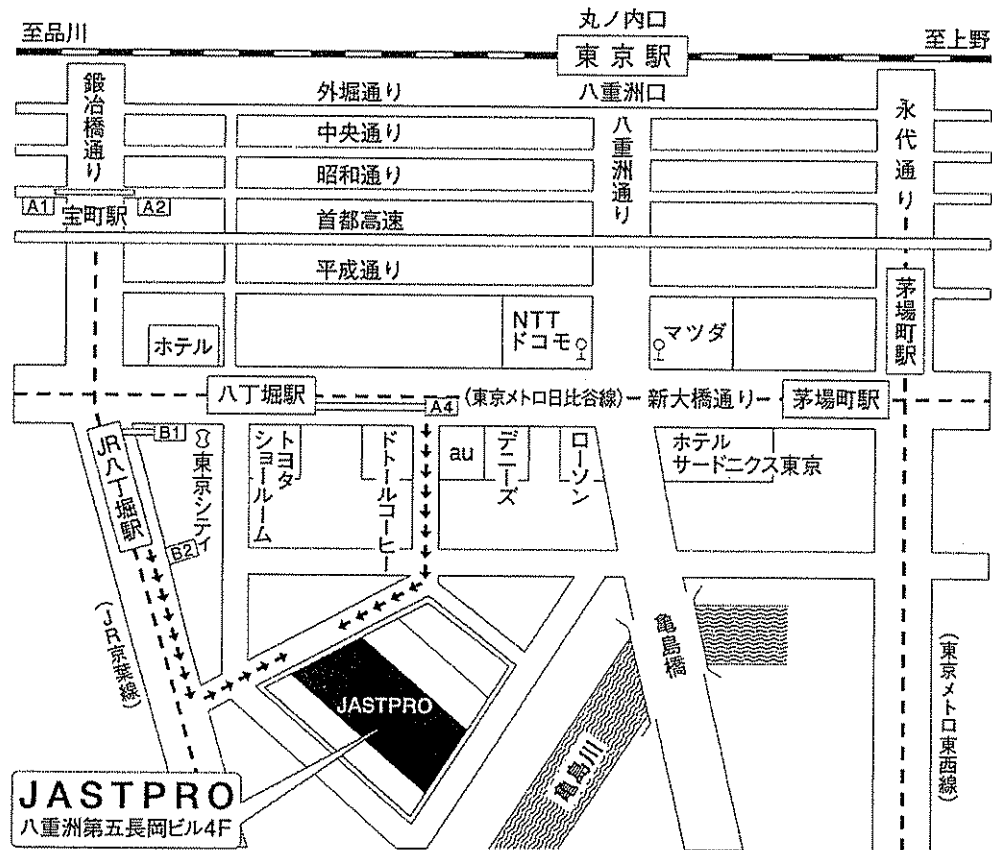 丸ノ内口
至品川
東京駅
至上野
鍛冶橋通り
外堀通り
八重洲口
中央通り
八重洲通り
永代通り
昭和通り
A1
宝町駅
A2
首都高速
平成通り
茅場町駅
NTT
ドコモ
マツダ
ホテル
八丁堀駅
A4
(東京メトロ日比谷線)
新大橋通り
茅場町駅
B1
JR八丁堀駅
東京シティ
トヨタ
ショールーム
ドトールコーヒー
au
デニーズ
ローソン
ホテル
サードニクス東京
B2
(JR京葉線)
亀島橋
(東京メトロ東西線)
JASTPRO
亀島川
JASTPRO
八重洲第五長岡ビル4F